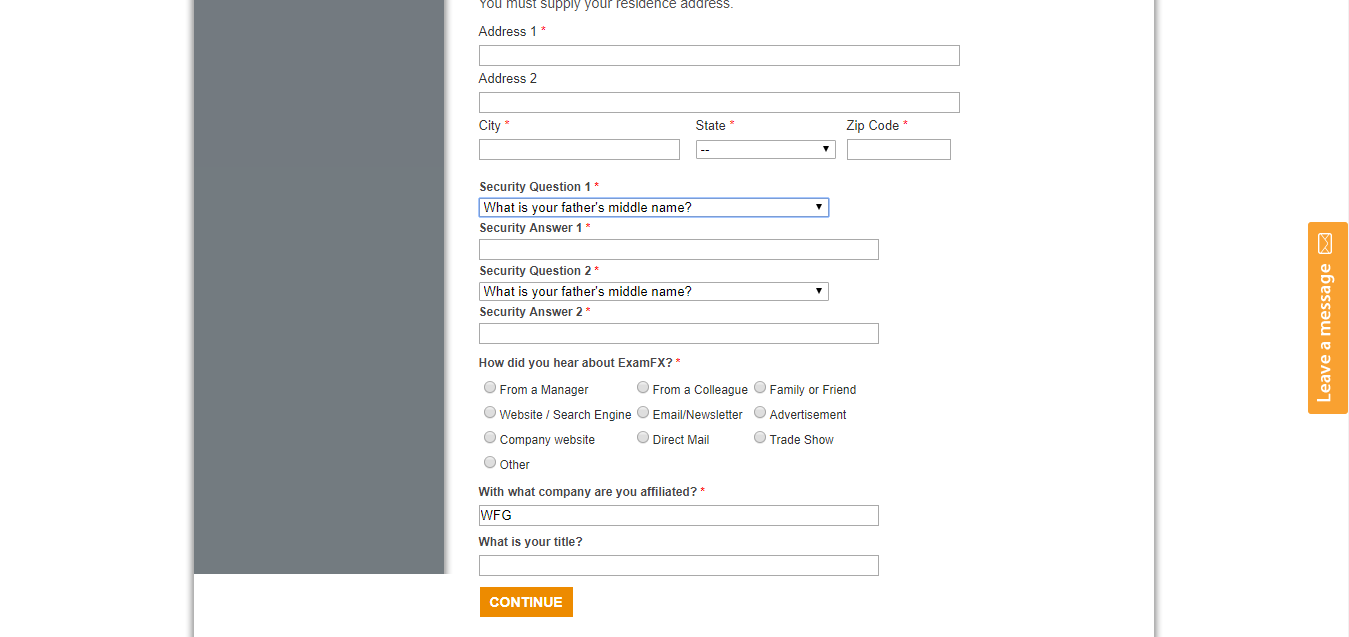 You must supply your residence address.
Address 1 *
Address 2
City * State * Zip Code *
--
Security Question 1 *
What is your father's middle name?
Security Answer 1 *
Security Question 2 *
What is your father's middle name?
Security Answer 2 *
How did you hear about ExamFX? *
From a Manager From a Colleague Family or Friend
Website / Search Engine Email/Newsletter Advertisement
Company website Direct Mail Trade Show
Other
With what company are you affiliated? *
WFG
What is your title?
CONTINUE
Leave a message